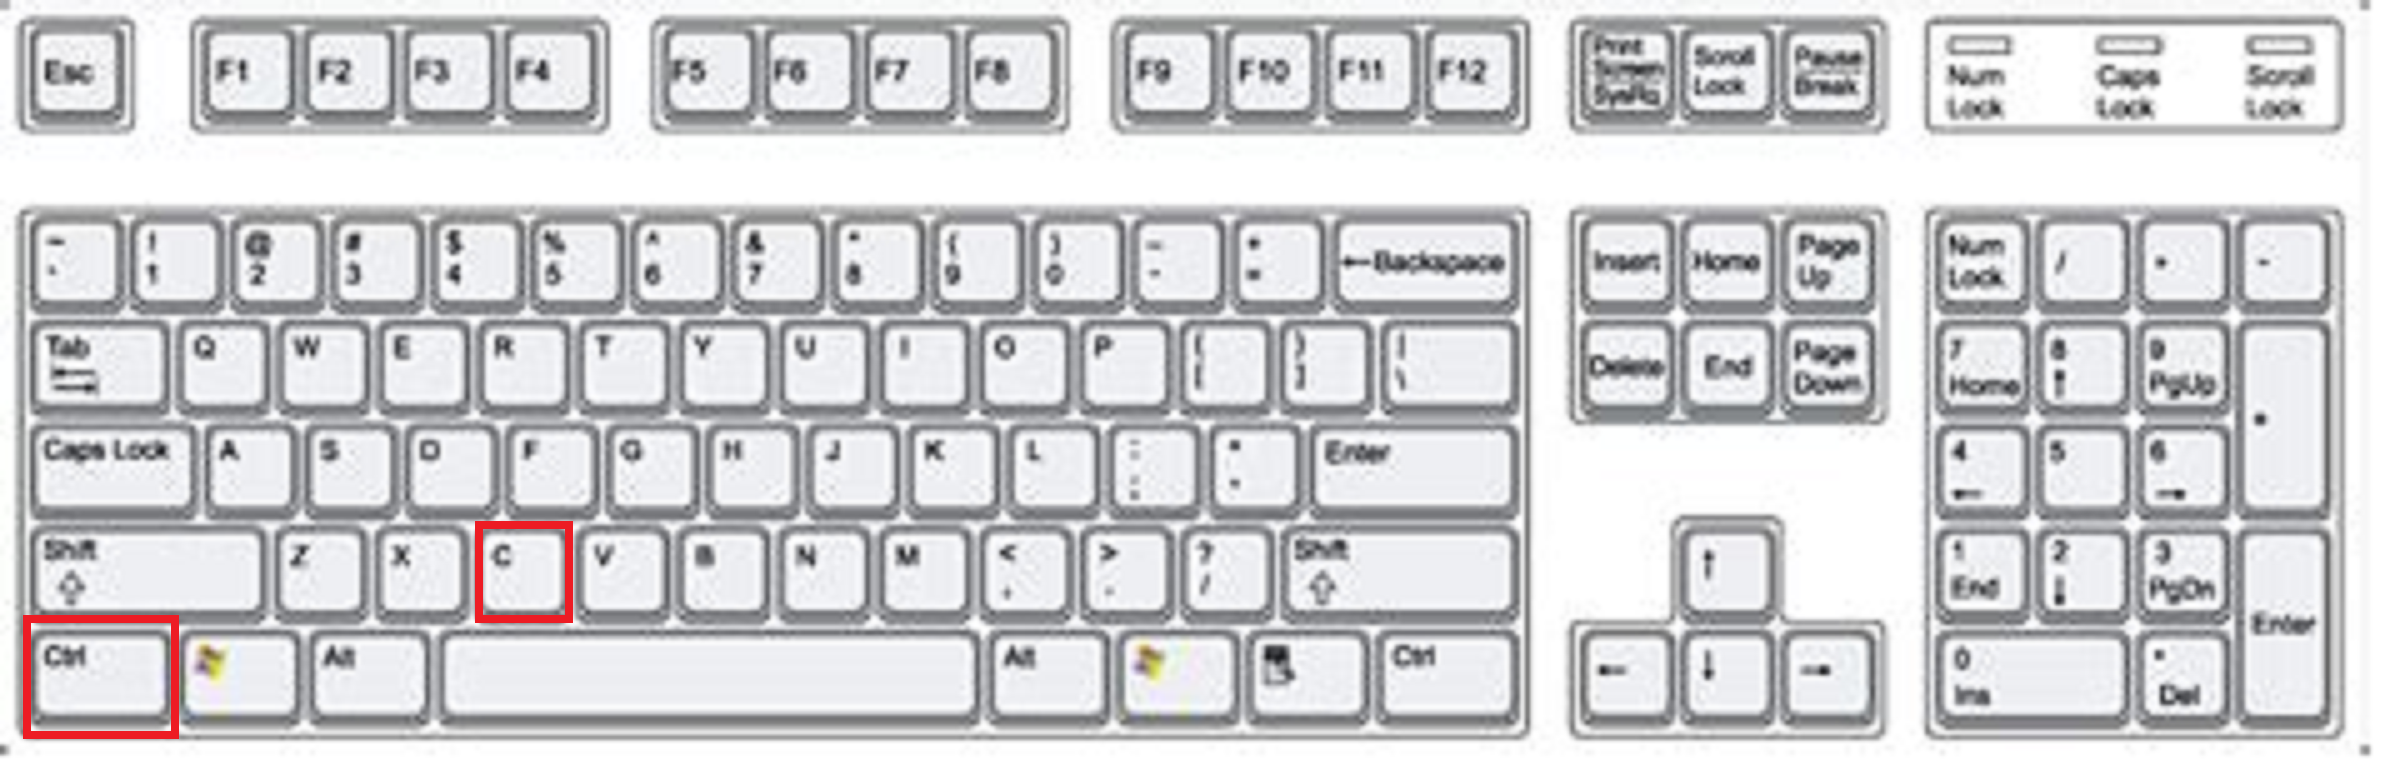 Esc F1 F2 F3 F4 F5 F6 F7 F8 F9 F10 F11 F12
Print Screen SysRq
Scroll Lock
Pause Break
Num Lock
Caps Lock
Scroll Lock
! @ # $ % ^ & * ( ) +
1 2 3 4 5 6 7 8 9 0 - =
←Backspace
Insert Home Page Up
Num Lock / -
Tab Q W E R T Y U I O P
Delete End Page Down
7 Home
8 ↑
9 PgUp
Caps Lock A S D F G H J K L : ; Enter
4 ←
5
6 →
Shift Z X C V B N M < , > . ? / Shift
↑
1 End
2 ↓
3 PgDn
Enter
Ctrl Alt Alt Ctrl
← ↓ →
0 Ins
Del